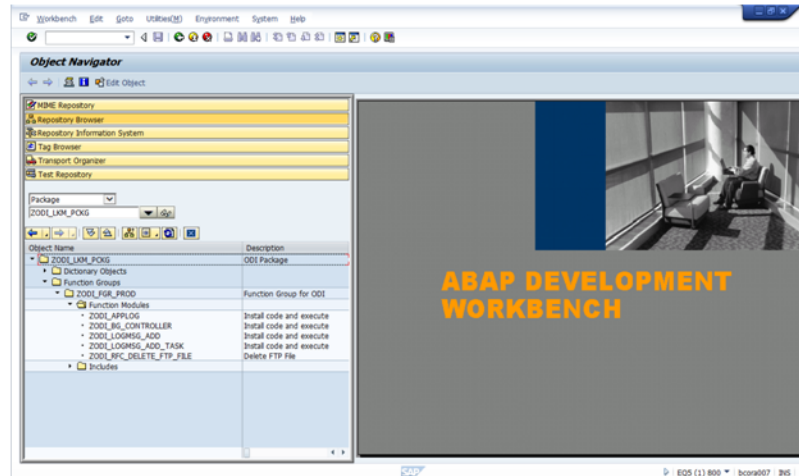 Workbench Edit Goto Utilities(M) Environment System Help
Object Navigator
Edit Object
MIME Repository
Repository Browser
Repository Information System
Tag Browser
Transport Organizer
Test Repository
Package
ZODI_LKM_PCKG
Object Name Description
ZODI_LKM_PCKG ODI Package
Dictionary Objects
Function Groups
ZODI_FGR_PROD Function Group for ODI
Function Modules
ZODI_APPLOG Install code and execute
ZODI_BG_CONTROLLER Install code and execute
ZODI_LOGMSG_ADD Install code and execute
ZODI_LOGMSG_ADD_TASK Install code and execute
ZODI_RFC_DELETE_FTP_FILE Delete FTP File
Includes
ABAP DEVELOPMENT
WORKBENCH
SAP
EQ5 (1) 800 bcora007 INS